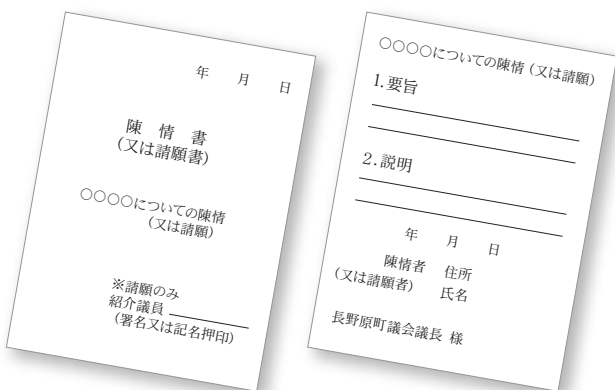 年　月　日
陳　情　書
(又は請願書)
○○○○についての陳情
(又は請願)
※請願のみ
紹介議員
(署名又は記名押印)
○○○○についての陳情(又は請願)
1.要旨
2.説明
年　月　日
陳情者　住所
(又は請願者)　氏名
長野原町議会議長 様